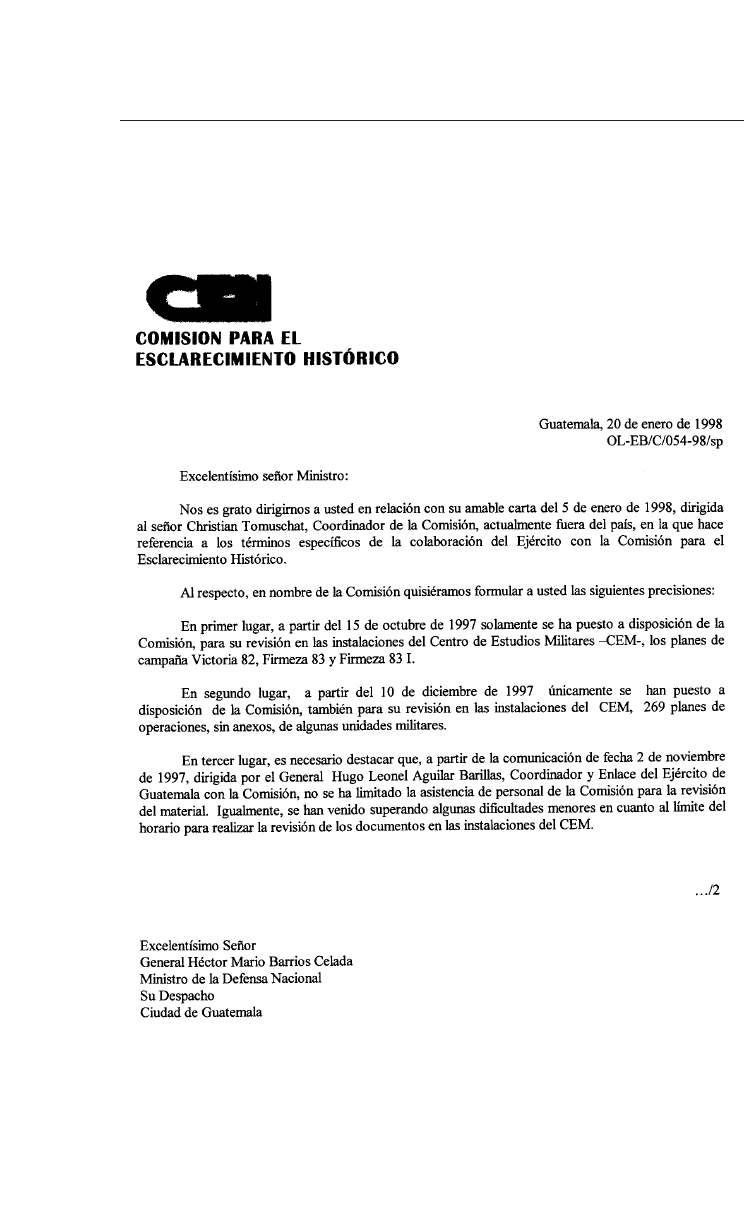 CEH
COMISION PARA EL
ESCLARECIMIENTO HISTÓRICO
Guatemala, 20 de enero de 1998
OL-EB/C/054-98/sp
Excelentísimo señor Ministro:
Nos es grato dirigirnos a usted en relación con su amable carta del 5 de enero de 1998, dirigida
al señor Christian Tomuschat, Coordinador de la Comisión, actualmente fuera del país, en la que hace
referencia a los términos específicos de la colaboración del Ejército con la Comisión para el
Esclarecimiento Histórico.
Al respecto, en nombre de la Comisión quisiéramos formular a usted las siguientes precisiones:
En primer lugar, a partir del 15 de octubre de 1997 solamente se ha puesto a disposición de la
Comisión, para su revisión en las instalaciones del Centro de Estudios Militares –CEM-, los planes de
campaña Victoria 82, Firmeza 83 y Firmeza 83 I.
En segundo lugar, a partir del 10 de diciembre de 1997 únicamente se han puesto a
disposición de la Comisión, también para su revisión en las instalaciones del CEM, 269 planes de
operaciones, sin anexos, de algunas unidades militares.
En tercer lugar, es necesario destacar que, a partir de la comunicación de fecha 2 de noviembre
de 1997, dirigida por el General Hugo Leonel Aguilar Barillas, Coordinador y Enlace del Ejército de
Guatemala con la Comisión, no se ha limitado la asistencia de personal de la Comisión para la revisión
del material. Igualmente, se han venido superando algunas dificultades menores en cuanto al límite del
horario para realizar la revisión de los documentos en las instalaciones del CEM.
…/2
Excelentísimo Señor
General Héctor Mario Barrios Celada
Ministro de la Defensa Nacional
Su Despacho
Ciudad de Guatemala